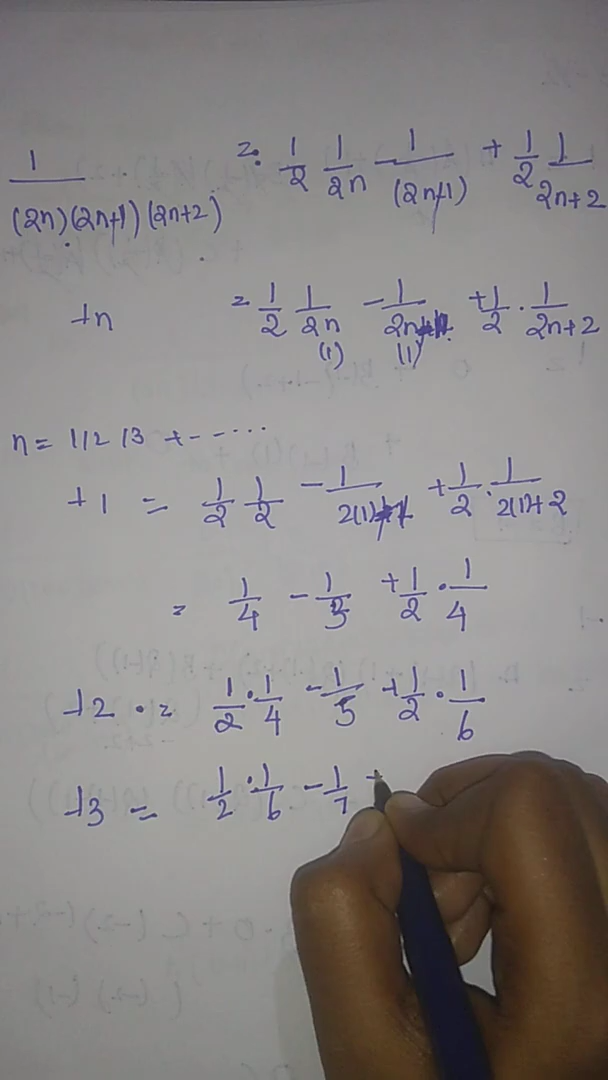 1/((2n)(2n+1)(2n+2)) = 1/2 1/2n - 1/(2n+1) + 1/2 1/2n+2
tn = 1/2 1/2n - 1/2n+1 + 1/2 · 1/2n+2
(1) (1)
n = 1,2,3 + - - .....
t1 = 1/2 1/2 - 1/2(1)+1 + 1/2 · 1/2(1)+2
= 1/4 - 1/3 + 1/2 · 1/4
t2 · = 1/2 · 1/4 - 1/5 + 1/2 · 1/6
t3 = 1/2 · 1/6 - 1/7 +